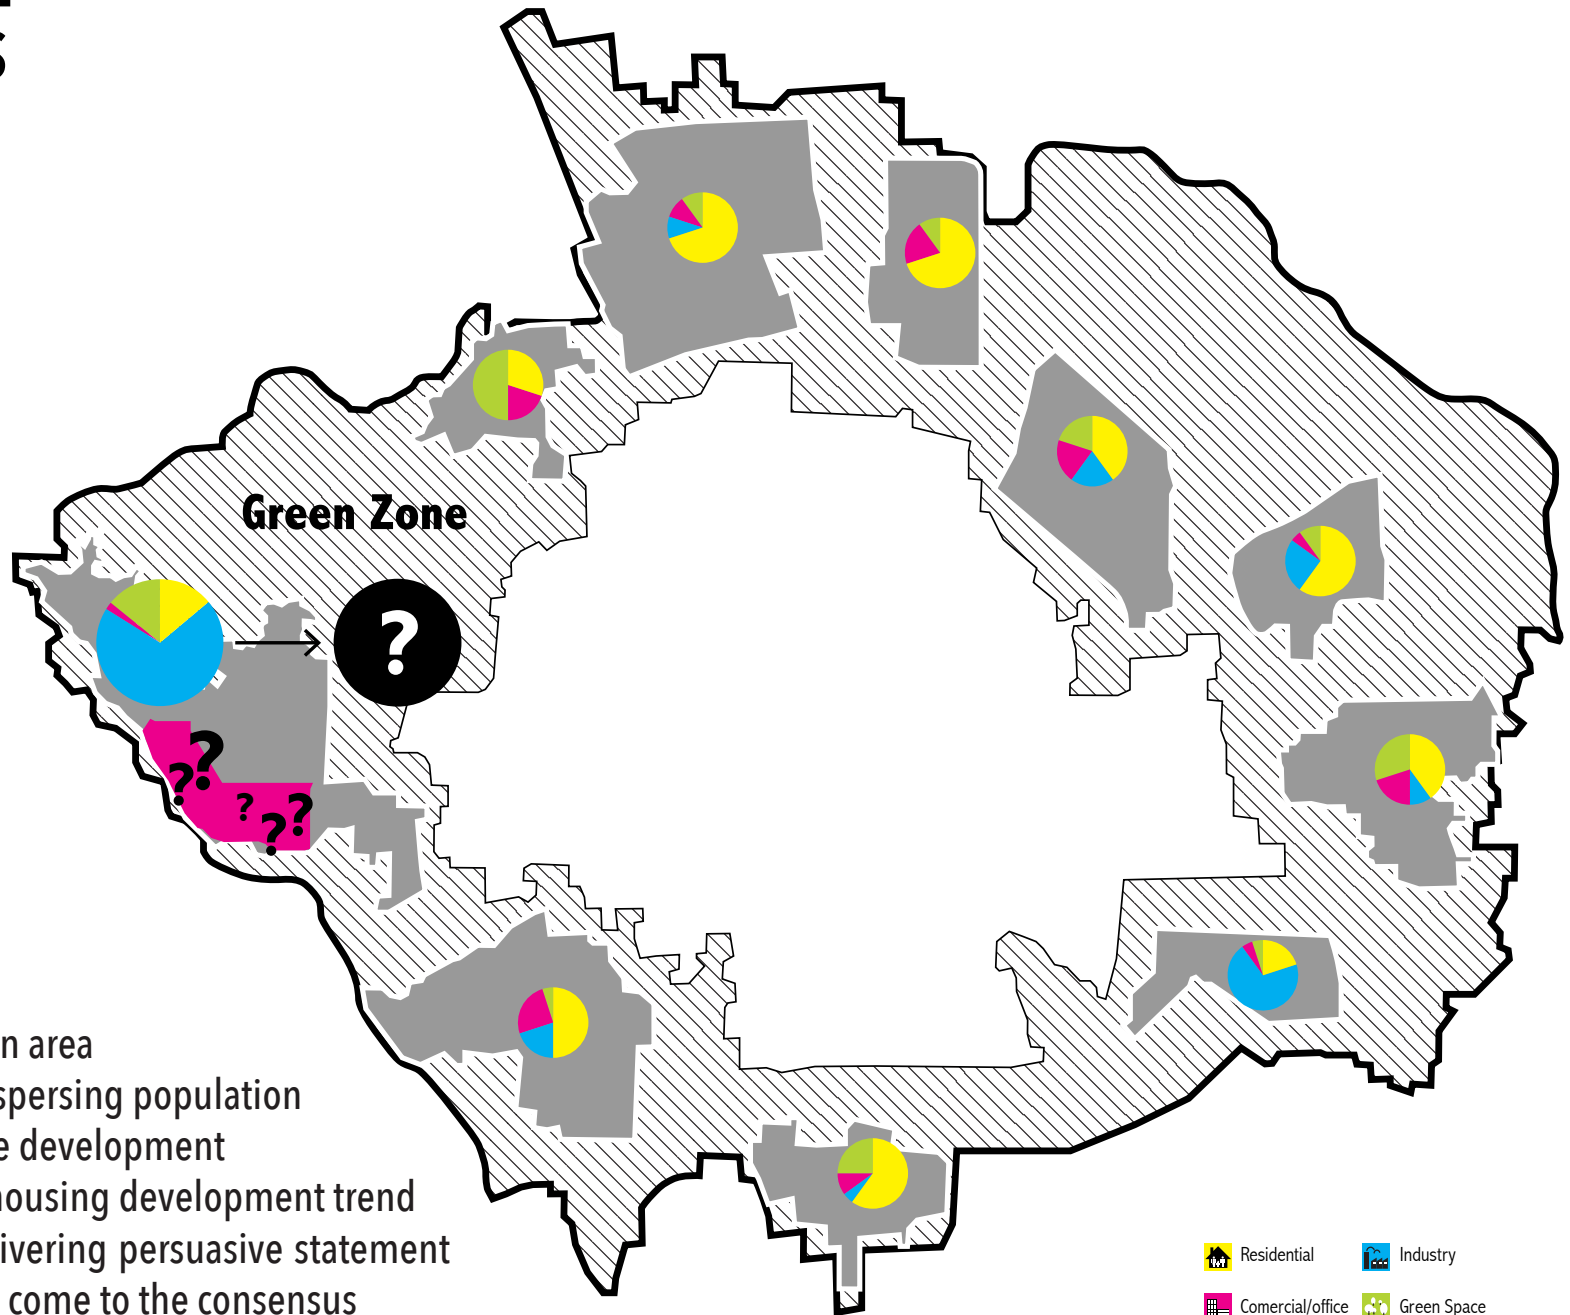 S
Green Zone
?
?
?
?
?
?
n area
spersing population
e development
housing development trend
ivering persuasive statement
come to the consensus
Residential
Industry
Comercial/office
Green Space